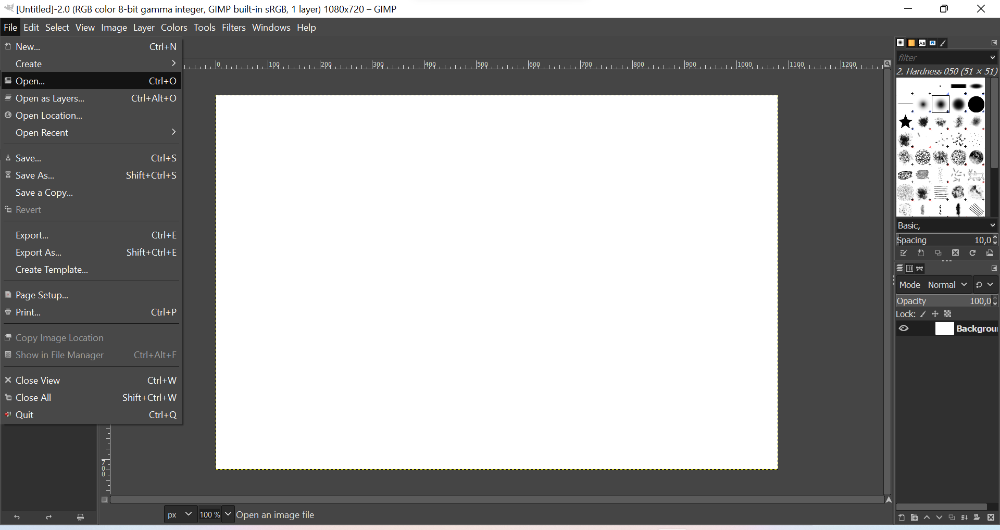 [Untitled]-2.0 (RGB color 8-bit gamma integer, GIMP built-in sRGB, 1 layer) 1080x720 – GIMP
File Edit Select View Image Layer Colors Tools Filters Windows Help
New... Ctrl+N
Create
Open... Ctrl+O
Open as Layers... Ctrl+Alt+O
Open Location...
Open Recent
Save... Ctrl+S
Save As... Shift+Ctrl+S
Save a Copy...
Revert
Export... Ctrl+E
Export As... Shift+Ctrl+E
Create Template...
Page Setup...
Print... Ctrl+P
Copy Image Location
Show in File Manager Ctrl+Alt+F
Close View Ctrl+W
Close All Shift+Ctrl+W
Quit Ctrl+Q
0 100 200 300 400 500 600 700 800 900 1000 1100 1200
700
px 100 % Open an image file
Aa
filter
2. Hardness 050 (51 × 51)
Basic,
Spacing 10,0
Mode Normal
Opacity 100,0
Lock:
Backgrou